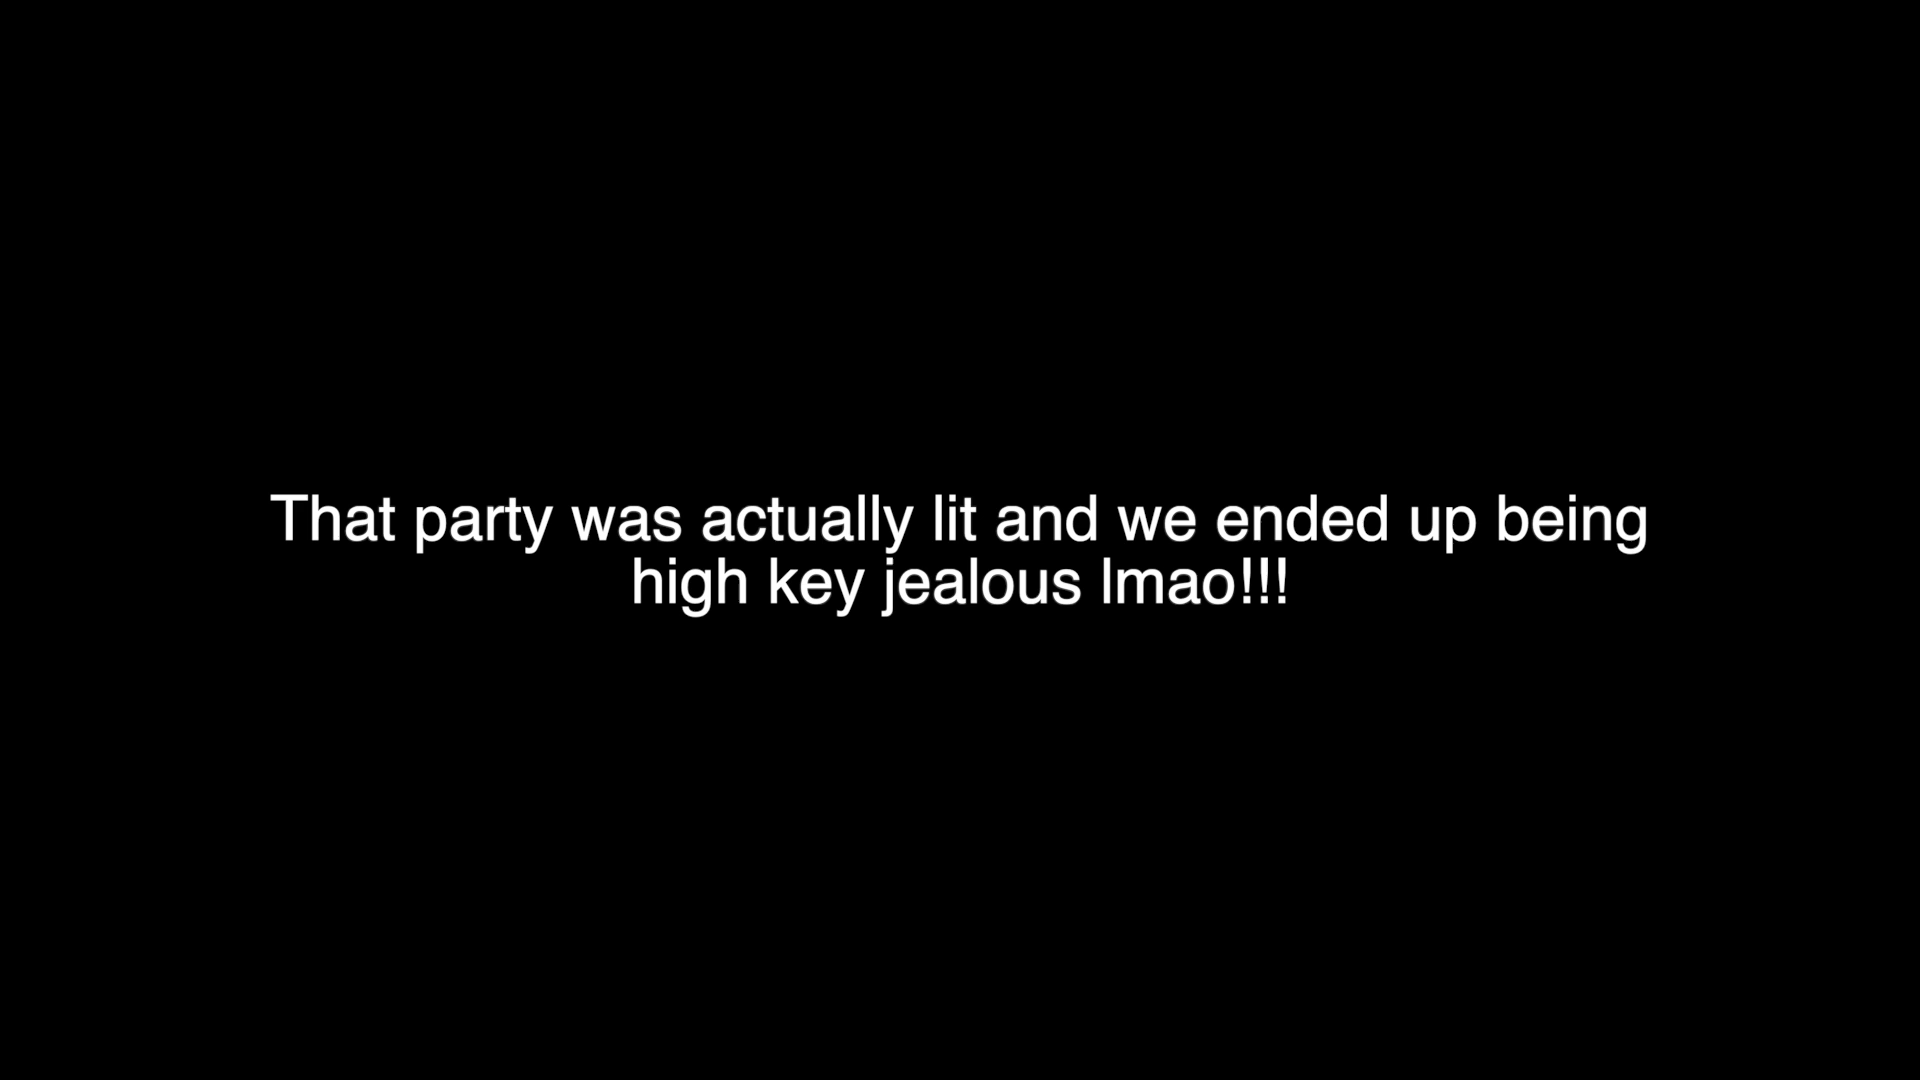 That party was actually lit and we ended up being
high key jealous lmao!!!